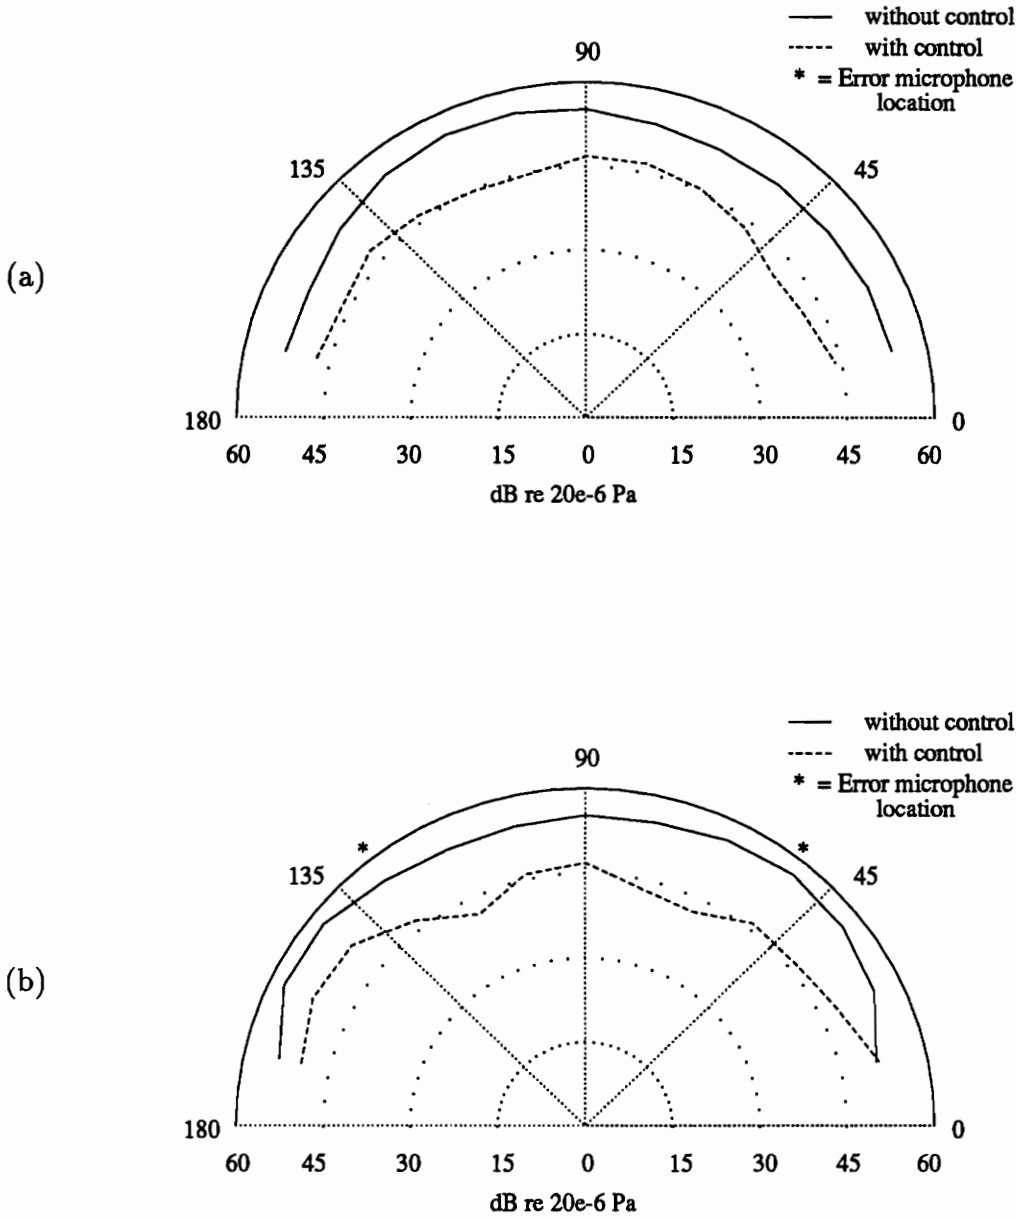 without control
with control
* = Error microphone
location
90
135
45
(a)
180
0
60 45 30 15 0 15 30 45 60
dB re 20e-6 Pa
without control
with control
* = Error microphone
location
90
*
*
135
45
(b)
180
0
60 45 30 15 0 15 30 45 60
dB re 20e-6 Pa